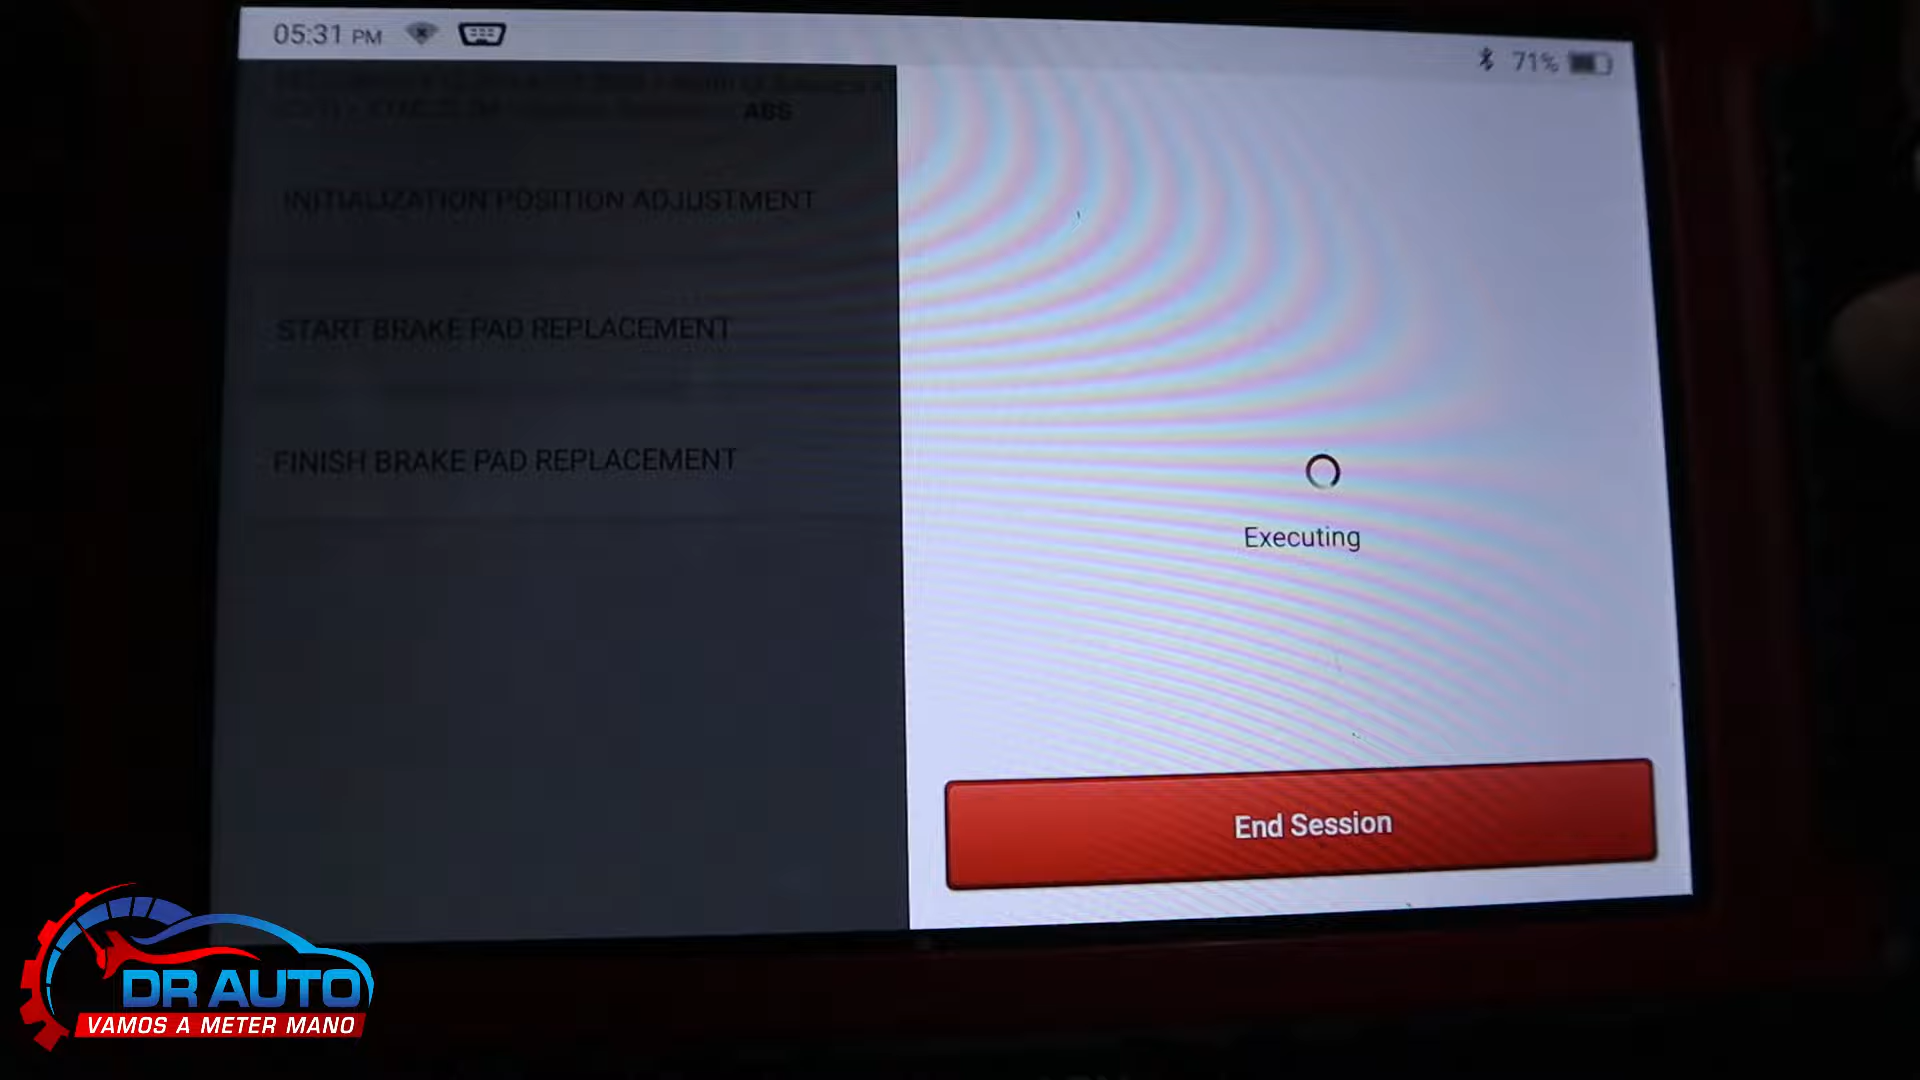 05:31 PM
71%
ABS
INITIALIZATION POSITION ADJUSTMENT
START BRAKE PAD REPLACEMENT
FINISH BRAKE PAD REPLACEMENT
Executing
End Session
DR AUTO
VAMOS A METER MANO